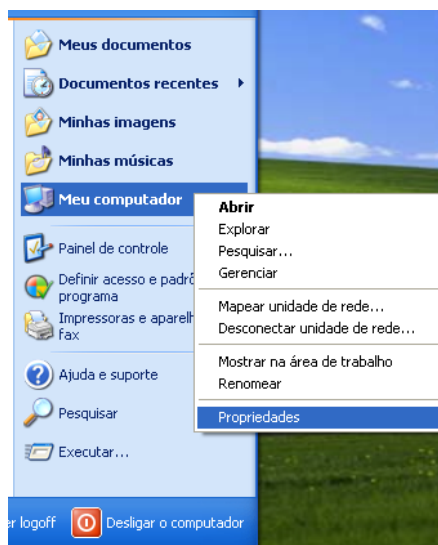 Meus documentos
Documentos recentes
Minhas imagens
Minhas músicas
Meu computador
Abrir
Explorar
Pesquisar...
Gerenciar
Mapear unidade de rede...
Desconectar unidade de rede...
Mostrar na área de trabalho
Renomear
Propriedades
Painel de controle
Definir acesso e padrõ
programa
Impressoras e aparelh
fax
Ajuda e suporte
Pesquisar
Executar...
er logoff
Desligar o computador